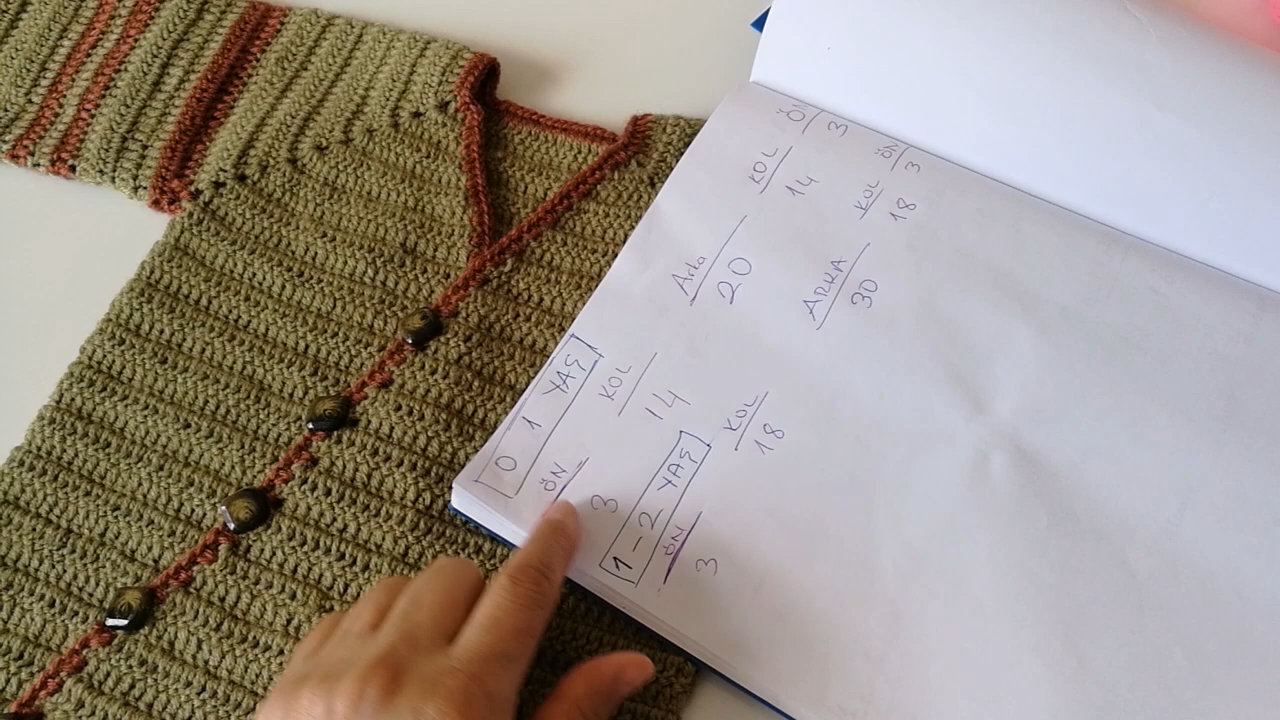 0 1 YAŞ
ÖN KOL Arka KOL ÖN
3 14 20 14 3
1-2 YAŞ
ÖN KOL ARKA KOL ÖN
3 18 30 18 3